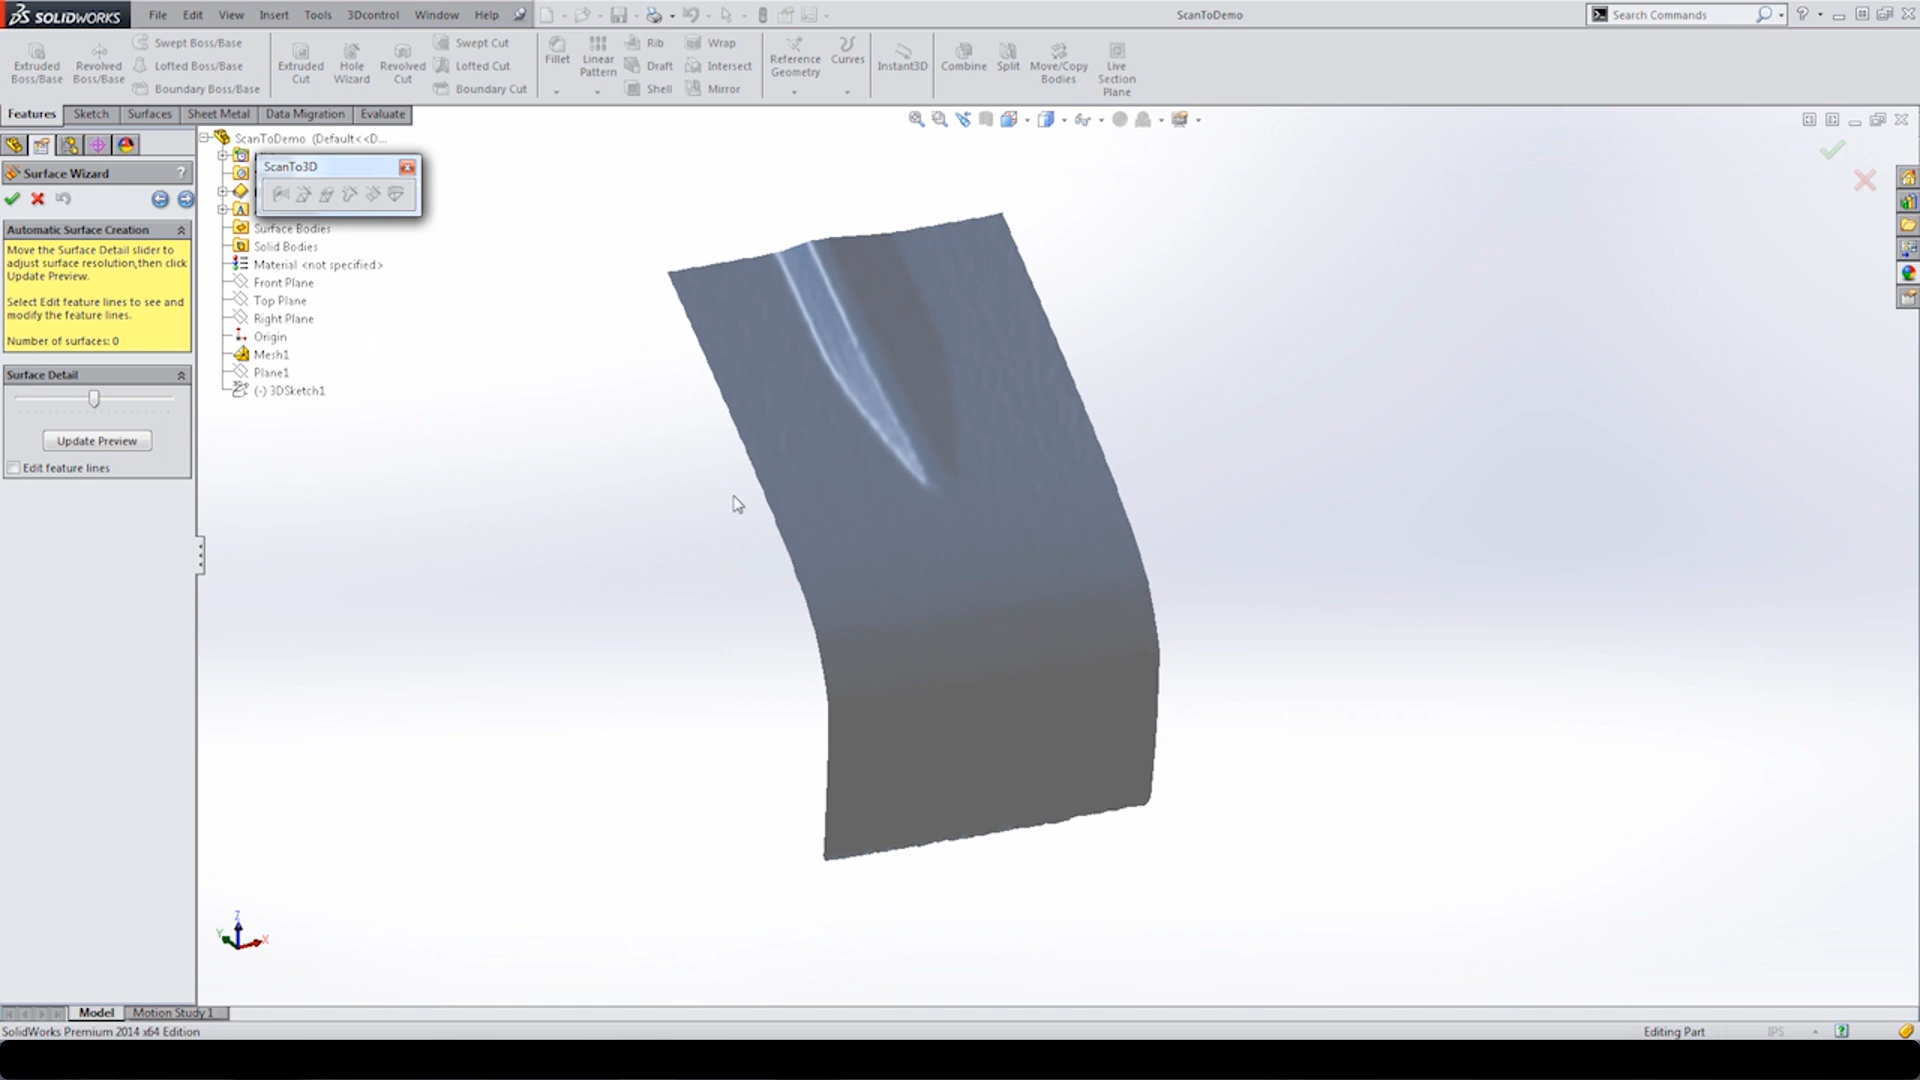 SOLIDWORKS File Edit View Insert Tools 3Dcontrol Window Help ScanToDemo Search Commands
Extruded Boss/Base
Revolved Boss/Base
Swept Boss/Base
Lofted Boss/Base
Boundary Boss/Base
Extruded Cut
Hole Wizard
Revolved Cut
Swept Cut
Lofted Cut
Boundary Cut
Fillet
Linear Pattern
Rib
Draft
Shell
Wrap
Intersect
Mirror
Reference Geometry
Curves
Instant3D
Combine
Split
Move/Copy Bodies
Live Section Plane
Features Sketch Surfaces Sheet Metal Data Migration Evaluate
Surface Wizard ?
Automatic Surface Creation
Move the Surface Detail slider to
adjust surface resolution,then click
Update Preview.
Select Edit feature lines to see and
modify the feature lines.
Number of surfaces: 0
Surface Detail
Update Preview
Edit feature lines
ScanToDemo (Default<<D...
ScanTo3D
Surface Bodies
Solid Bodies
Material <not specified>
Front Plane
Top Plane
Right Plane
Origin
Mesh1
Plane1
(-) 3DSketch1
Z
Y
X
Model Motion Study 1
SolidWorks Premium 2014 x64 Edition Editing Part IPS